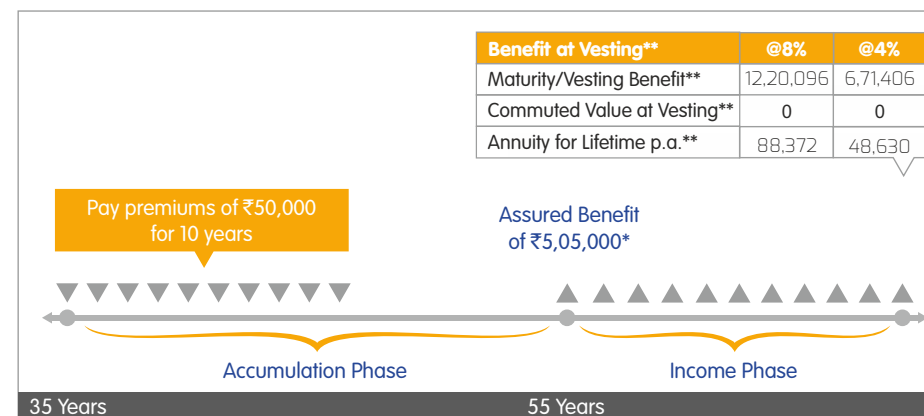 Benefit at Vesting** @8% @4%
Maturity/Vesting Benefit** 12,20,096 6,71,406
Commuted Value at Vesting** 0 0
Annuity for Lifetime p.a.** 88,372 48,630
Pay premiums of ₹50,000
for 10 years
Assured Benefit
of ₹5,05,000*
Accumulation Phase
Income Phase
35 Years
55 Years